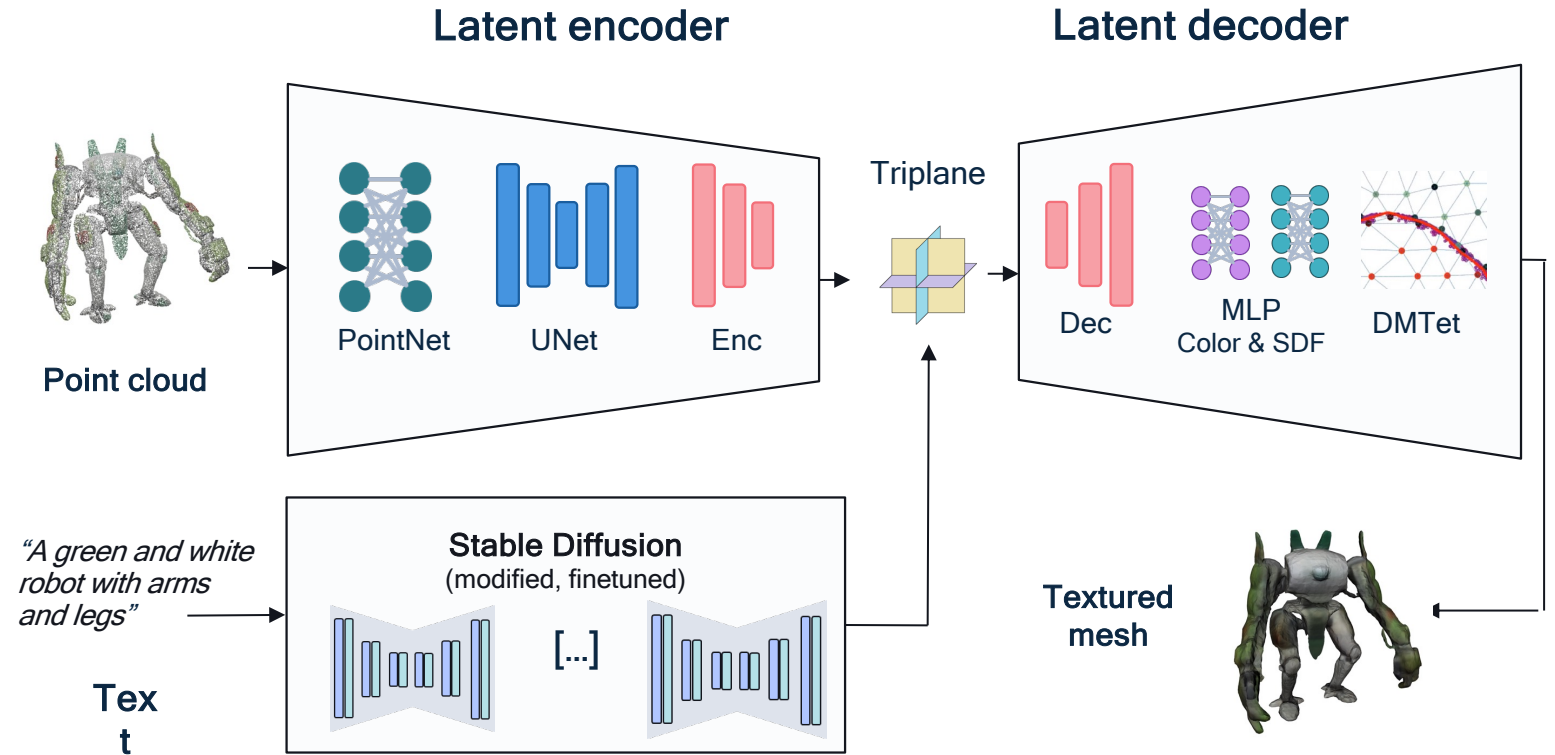 Latent encoder
Latent decoder
Point cloud
PointNet
UNet
Enc
Triplane
Dec
MLP
Color & SDF
DMTet
“A green and white
robot with arms
and legs”
Tex
t
Stable Diffusion
(modified, finetuned)
[...]
Textured
mesh